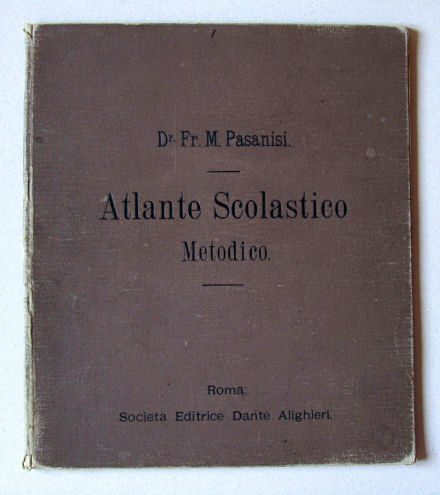 Dr. Fr. M. Pasanisi.
Atlante Scolastico
Metodico.
Roma
Società Editrice Dante Alighieri.